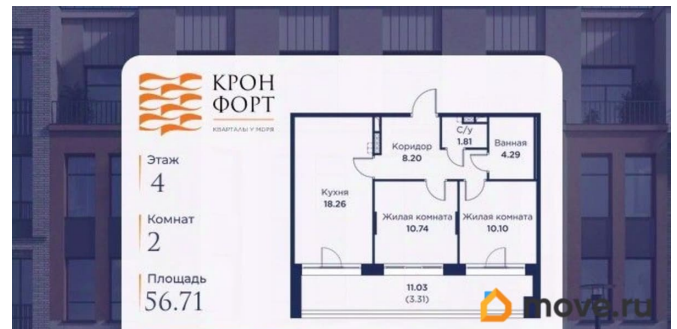 КРОН
ФОРТ
КВАРТАЛЫ У МОРЯ
Этаж
4
Комнат
2
Площадь
56.71
Коридор
8.20
С/у
1.81
Ванная
4.29
Кухня
18.26
Жилая комната
10.74
Жилая комната
10.10
11.03
(3.31)
move.ru